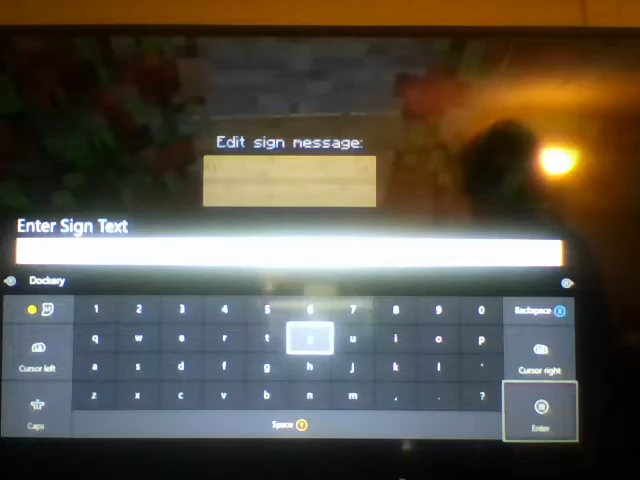 Edit sign message:
Enter Sign Text
Dockery
1 2 3 4 5 6 7 8 9 0 Backspace X
q w e r t y u i o p
Cursor left Cursor right
a s d f g h j k l '
z x c v b n m , . ?
Caps Space Y Enter